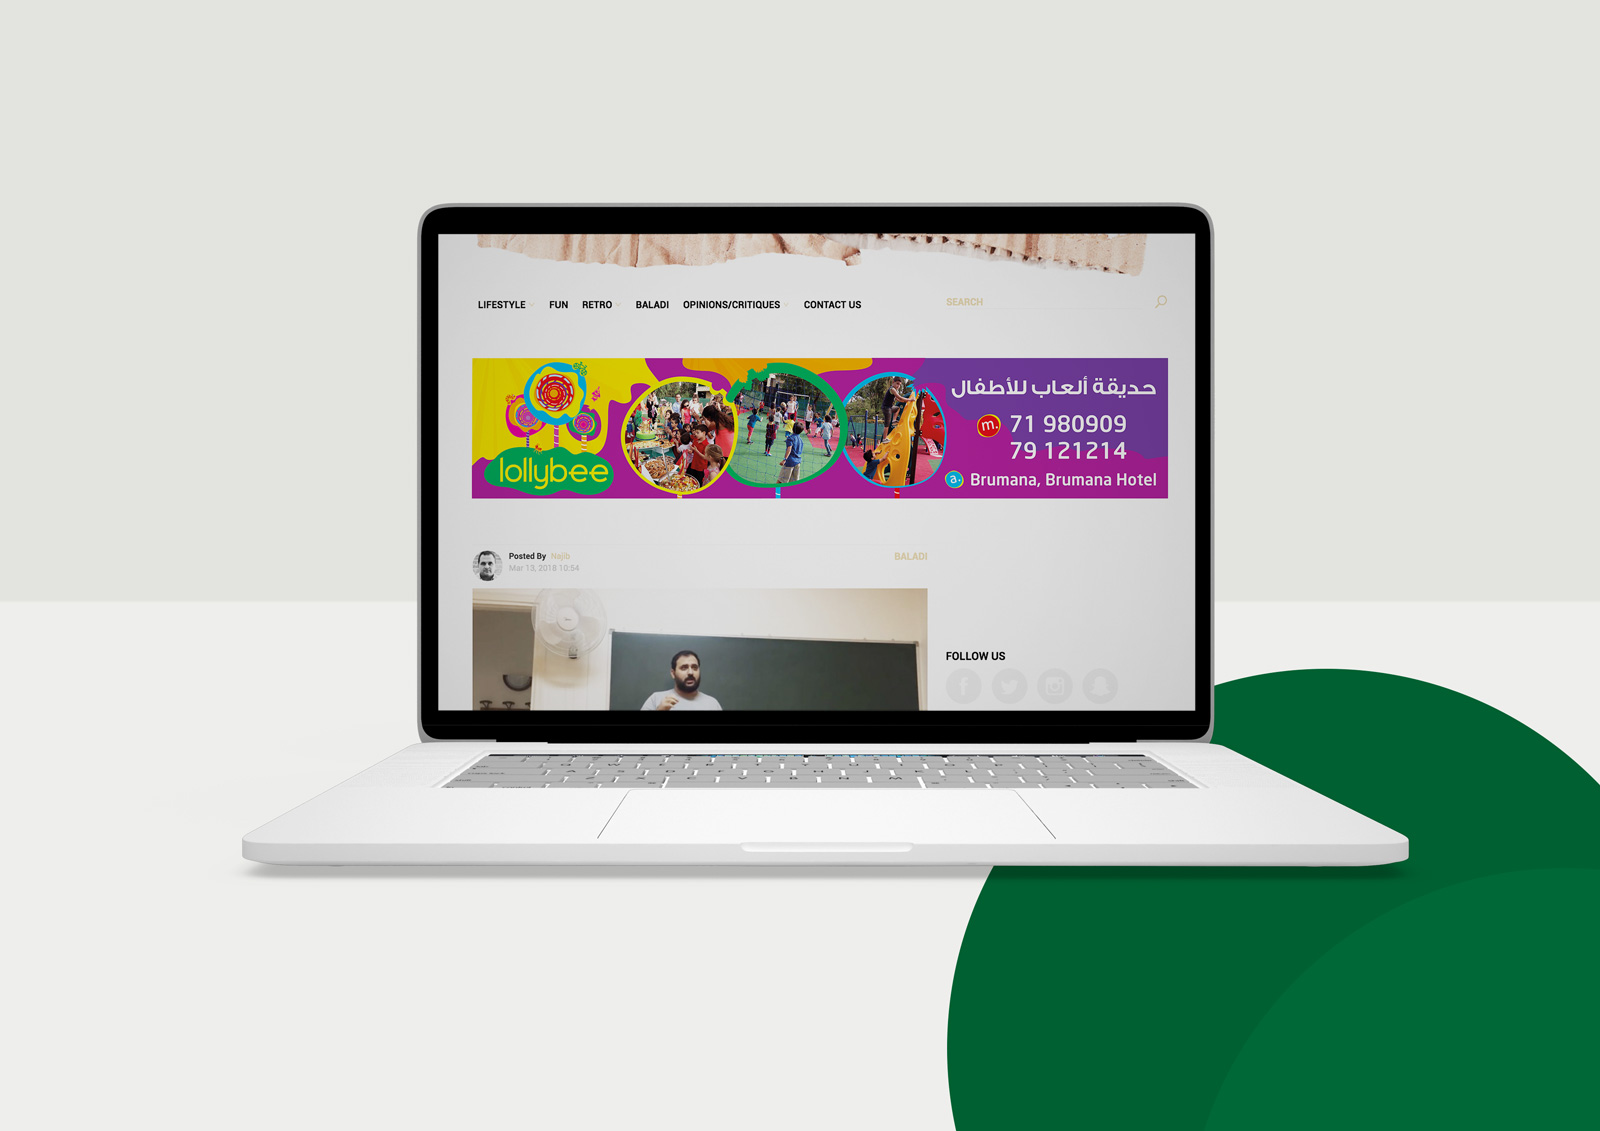 LIFESTYLE FUN RETRO BALADI OPINIONS/CRITIQUES CONTACT US
SEARCH
lollybee
حديقة ألعاب للأطفال
m. 71 980909
79 121214
a. Brumana, Brumana Hotel
Posted By Najib
Mar 13, 2018 10:54
BALADI
FOLLOW US